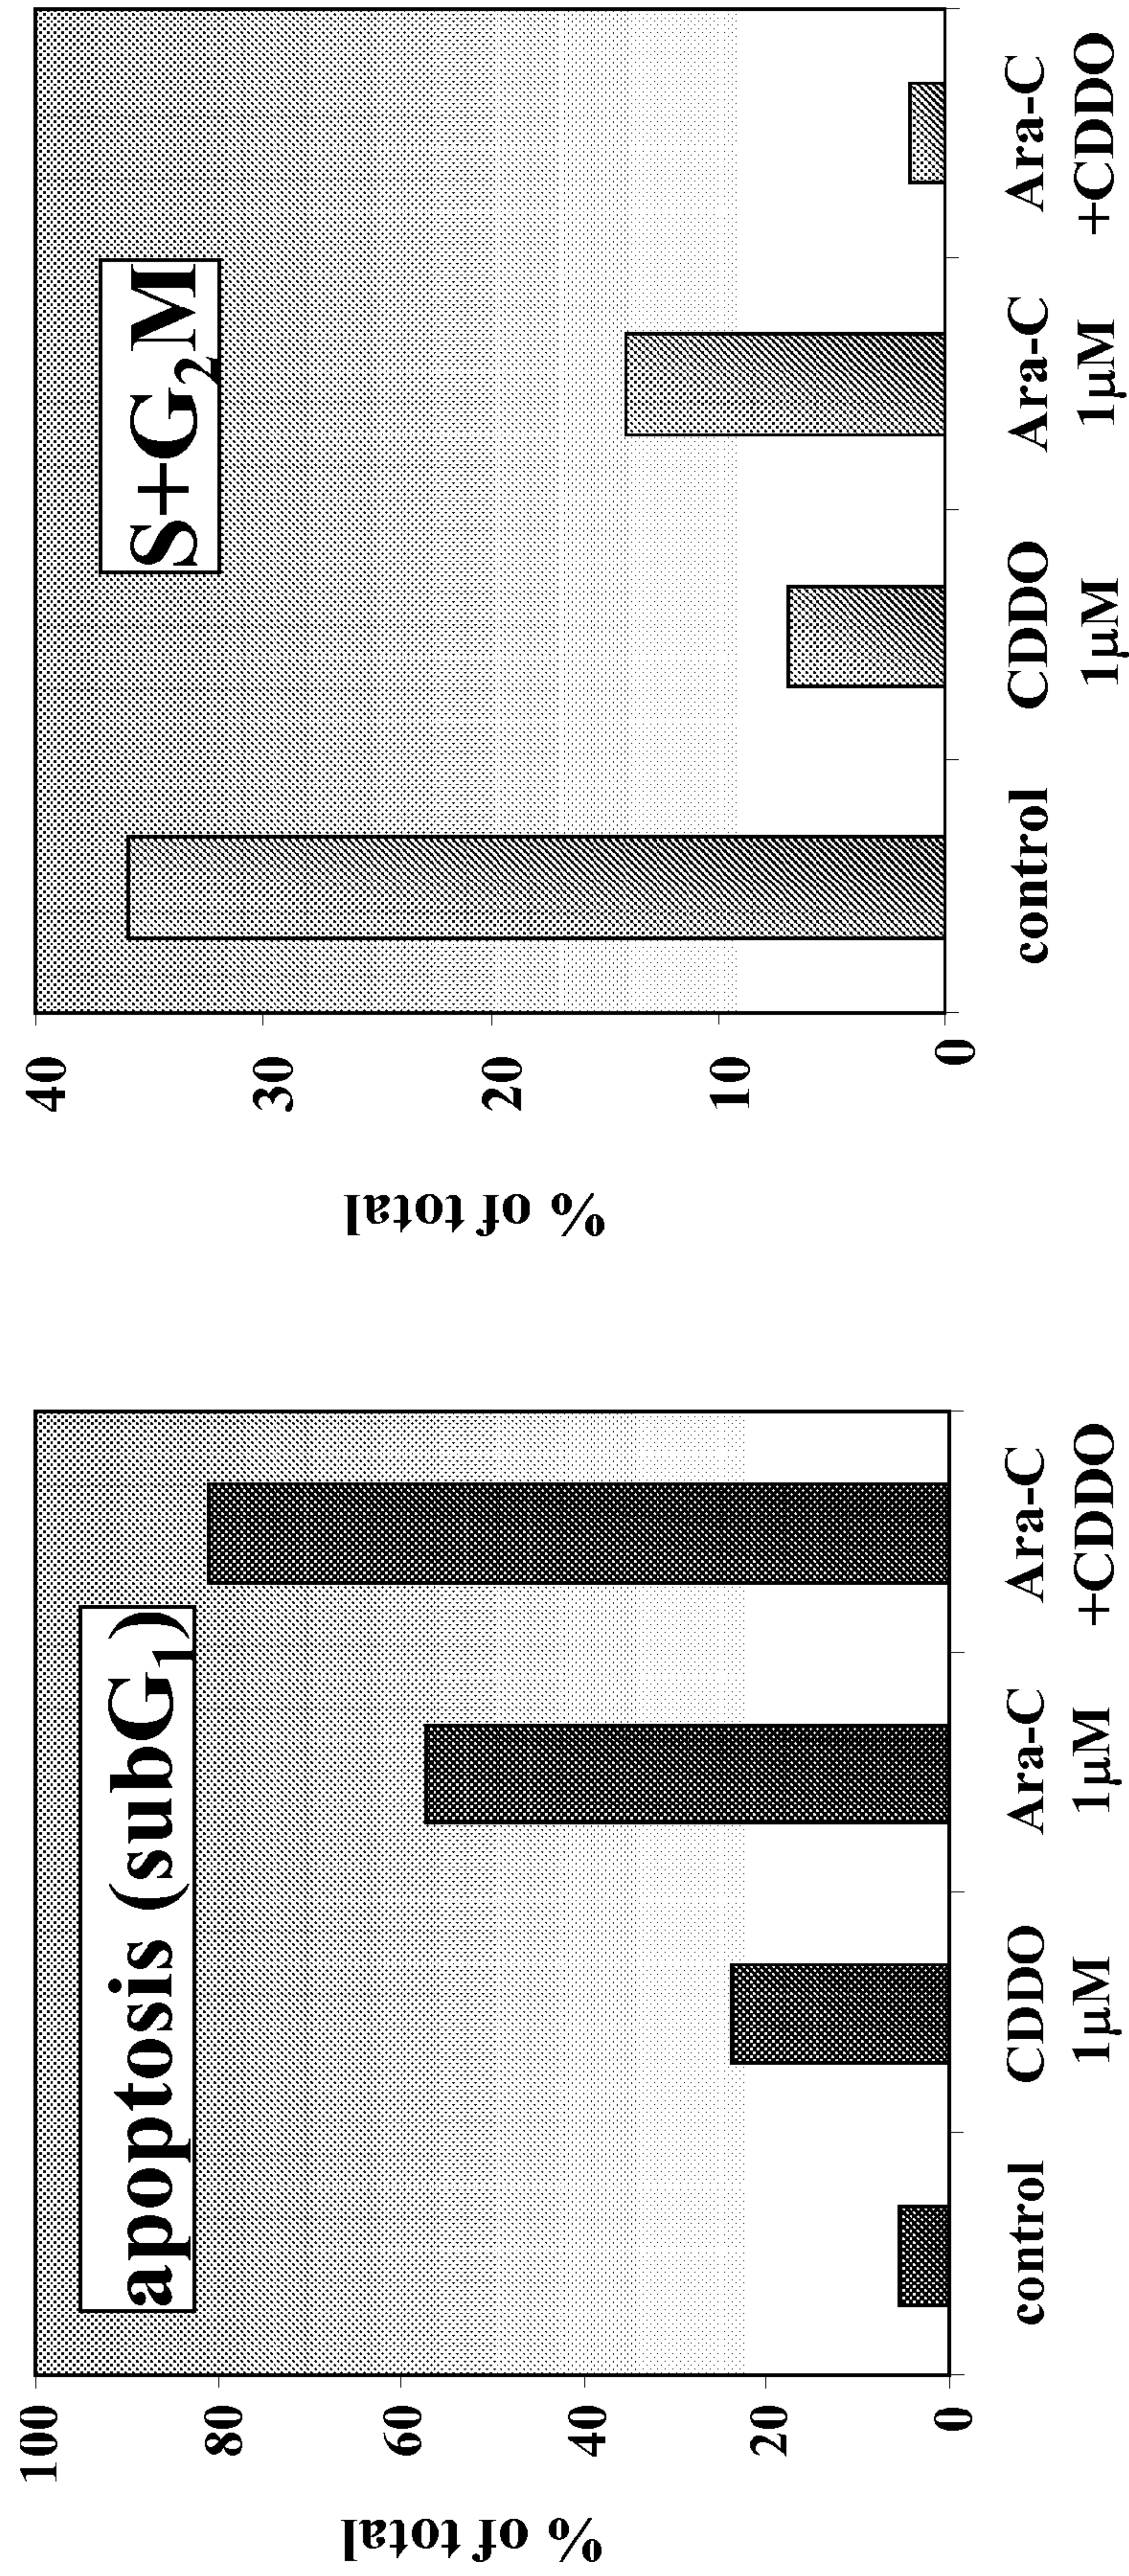 apoptosis (subG1)
% of total
100
80
60
40
20
0
control
CDDO
1µM
Ara-C
1µM
Ara-C
+CDDO
S+G2M
% of total
40
30
20
10
0
control
CDDO
1µM
Ara-C
1µM
Ara-C
+CDDO